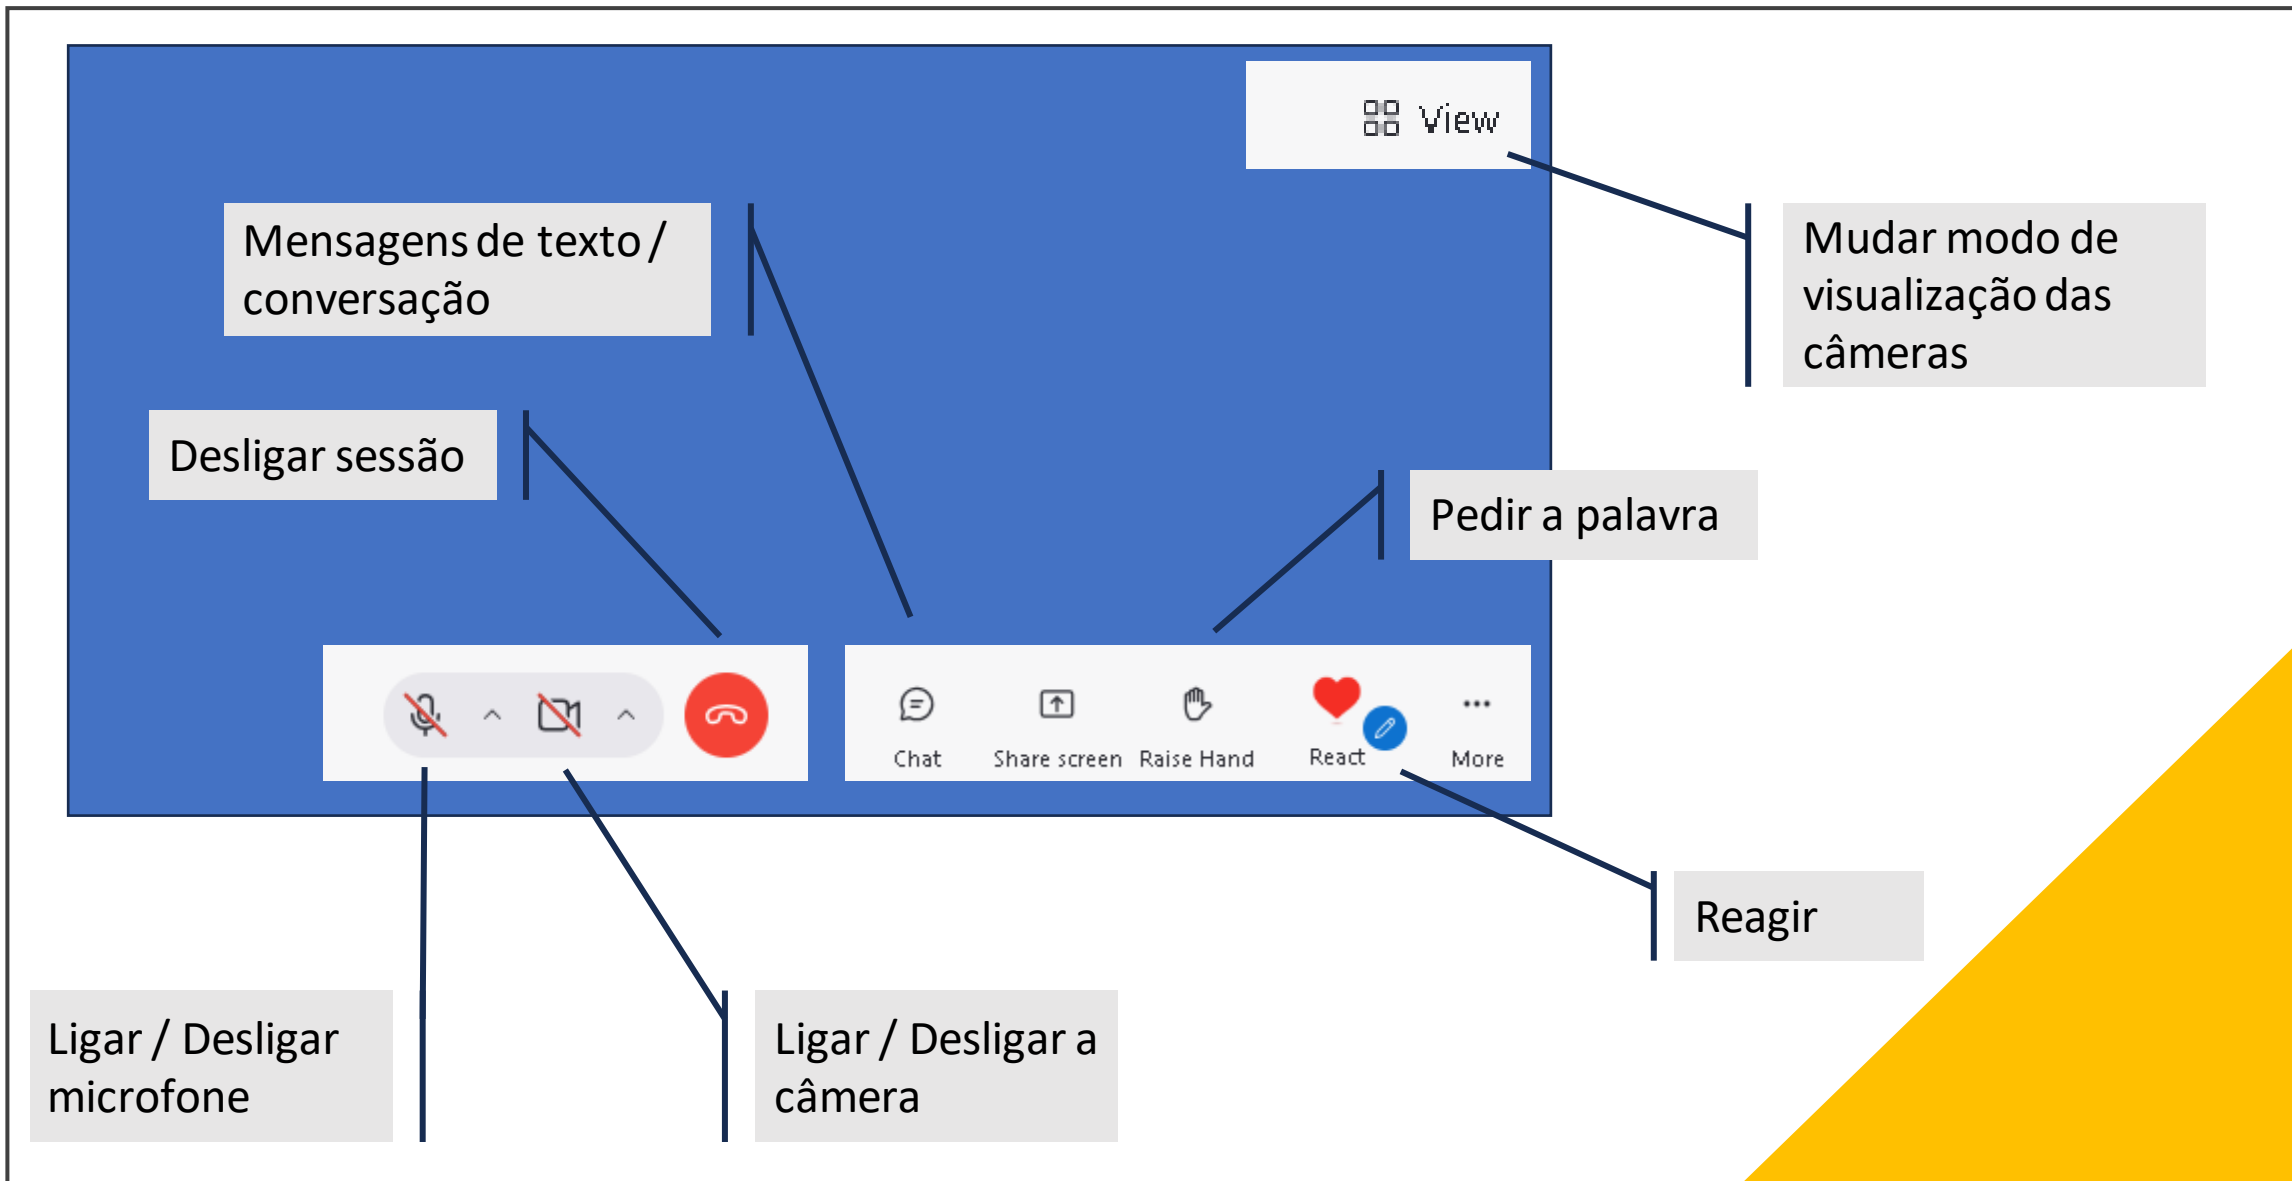 View
Mensagens de texto /
conversação
Mudar modo de
visualização das
câmeras
Desligar sessão
Pedir a palavra
Chat
Share screen
Raise Hand
React
More
Reagir
Ligar / Desligar
microfone
Ligar / Desligar a
câmera